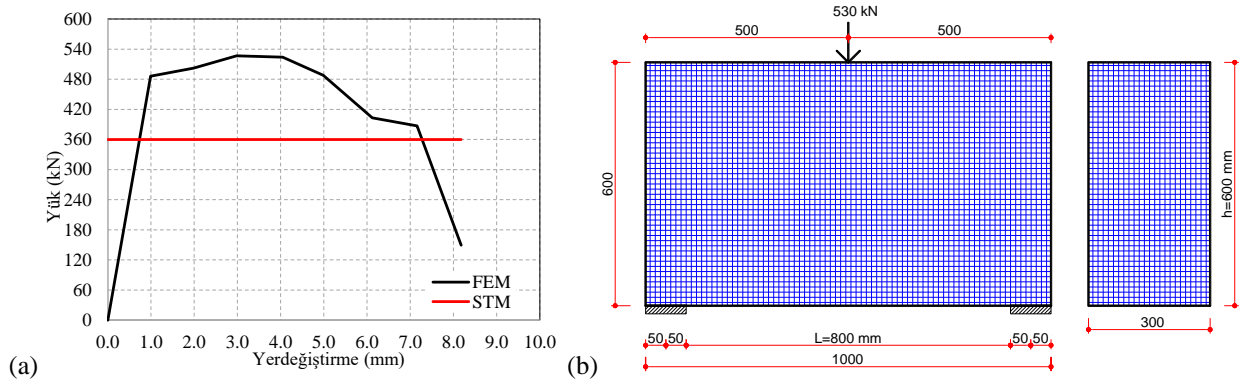 600
540
480
420
360
300
240
180
120
60
0
Yük (kN)
0.0 1.0 2.0 3.0 4.0 5.0 6.0 7.0 8.0 9.0 10.0
Yerdeğiştirme (mm)
FEM
STM
(a)
530 kN
500 500
600
50 50 L=800 mm 50 50
1000
h=600 mm
300
(b)